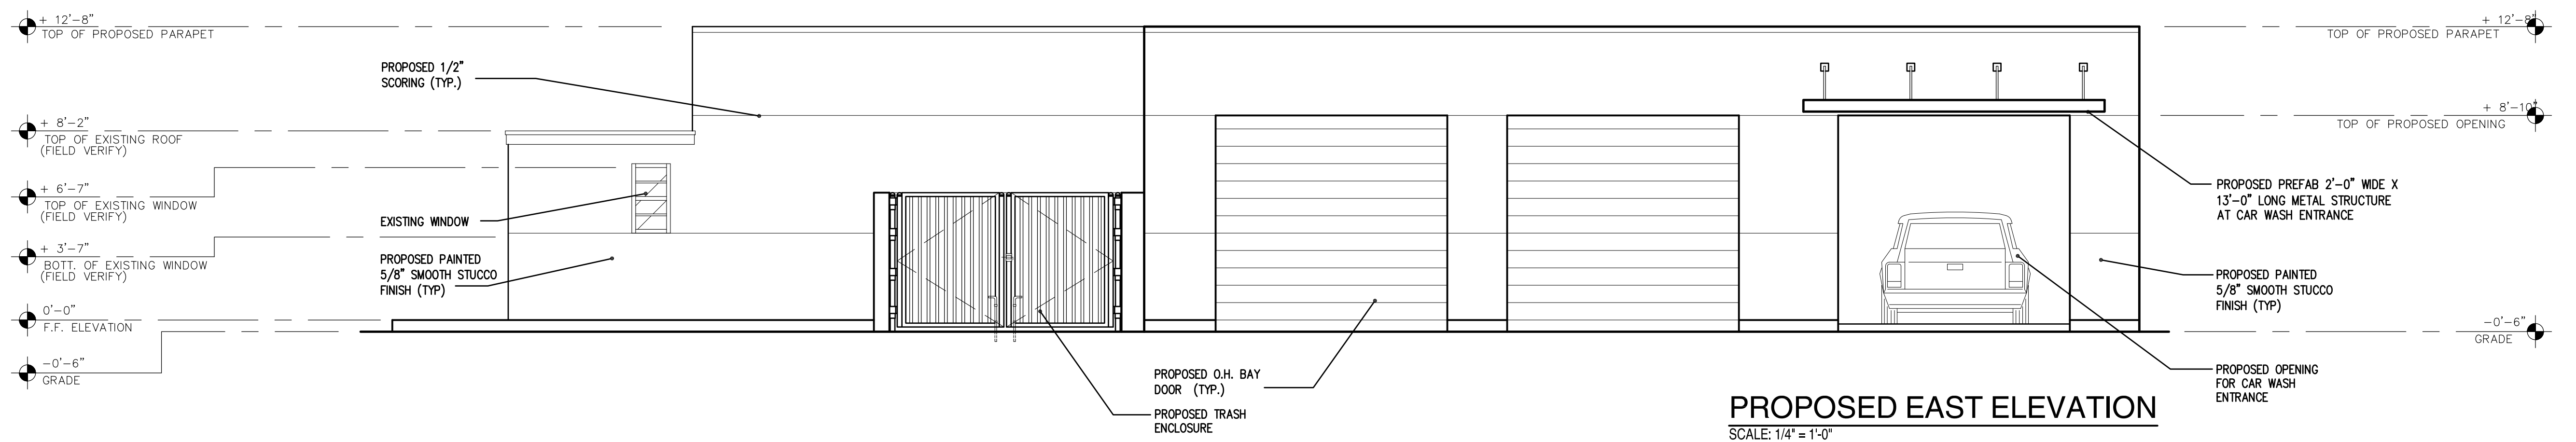 + 12'-8"
TOP OF PROPOSED PARAPET
+ 8'-2"
TOP OF EXISTING ROOF
(FIELD VERIFY)
+ 6'-7"
TOP OF EXISTING WINDOW
(FIELD VERIFY)
+ 3'-7"
BOTT. OF EXISTING WINDOW
(FIELD VERIFY)
0'-0"
F.F. ELEVATION
-0'-6"
GRADE
PROPOSED 1/2"
SCORING (TYP.)
EXISTING WINDOW
PROPOSED PAINTED
5/8" SMOOTH STUCCO
FINISH (TYP)
PROPOSED O.H. BAY
DOOR (TYP.)
PROPOSED TRASH
ENCLOSURE
+ 12'-8"
TOP OF PROPOSED PARAPET
+ 8'-10"
TOP OF PROPOSED OPENING
PROPOSED PREFAB 2'-0" WIDE X
13'-0" LONG METAL STRUCTURE
AT CAR WASH ENTRANCE
PROPOSED PAINTED
5/8" SMOOTH STUCCO
FINISH (TYP)
-0'-6"
GRADE
PROPOSED OPENING
FOR CAR WASH
ENTRANCE
PROPOSED EAST ELEVATION
SCALE: 1/4" = 1'-0"